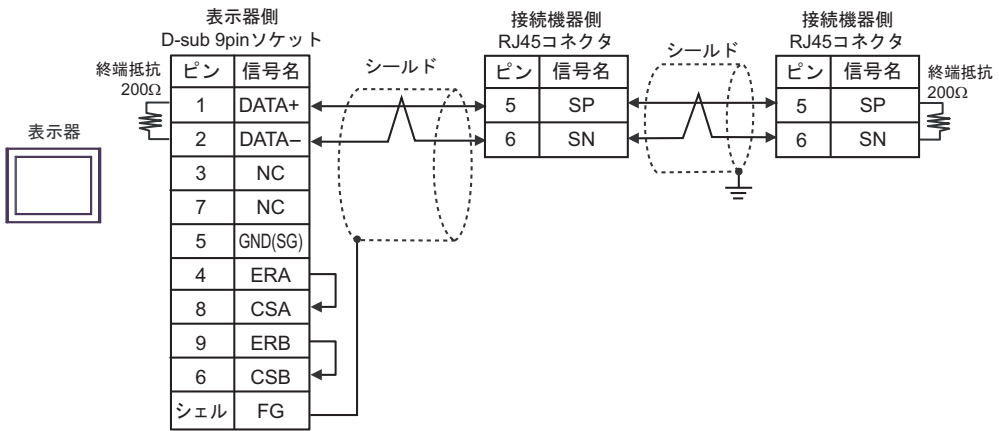 表示器側
D-sub 9pinソケット
接続機器側
RJ45コネクタ
接続機器側
RJ45コネクタ
終端抵抗
200Ω
シールド
シールド
終端抵抗
200Ω
表示器
ピン 信号名
1 DATA+
2 DATA–
3 NC
7 NC
5 GND(SG)
4 ERA
8 CSA
9 ERB
6 CSB
シェル FG
ピン 信号名
5 SP
6 SN
ピン 信号名
5 SP
6 SN